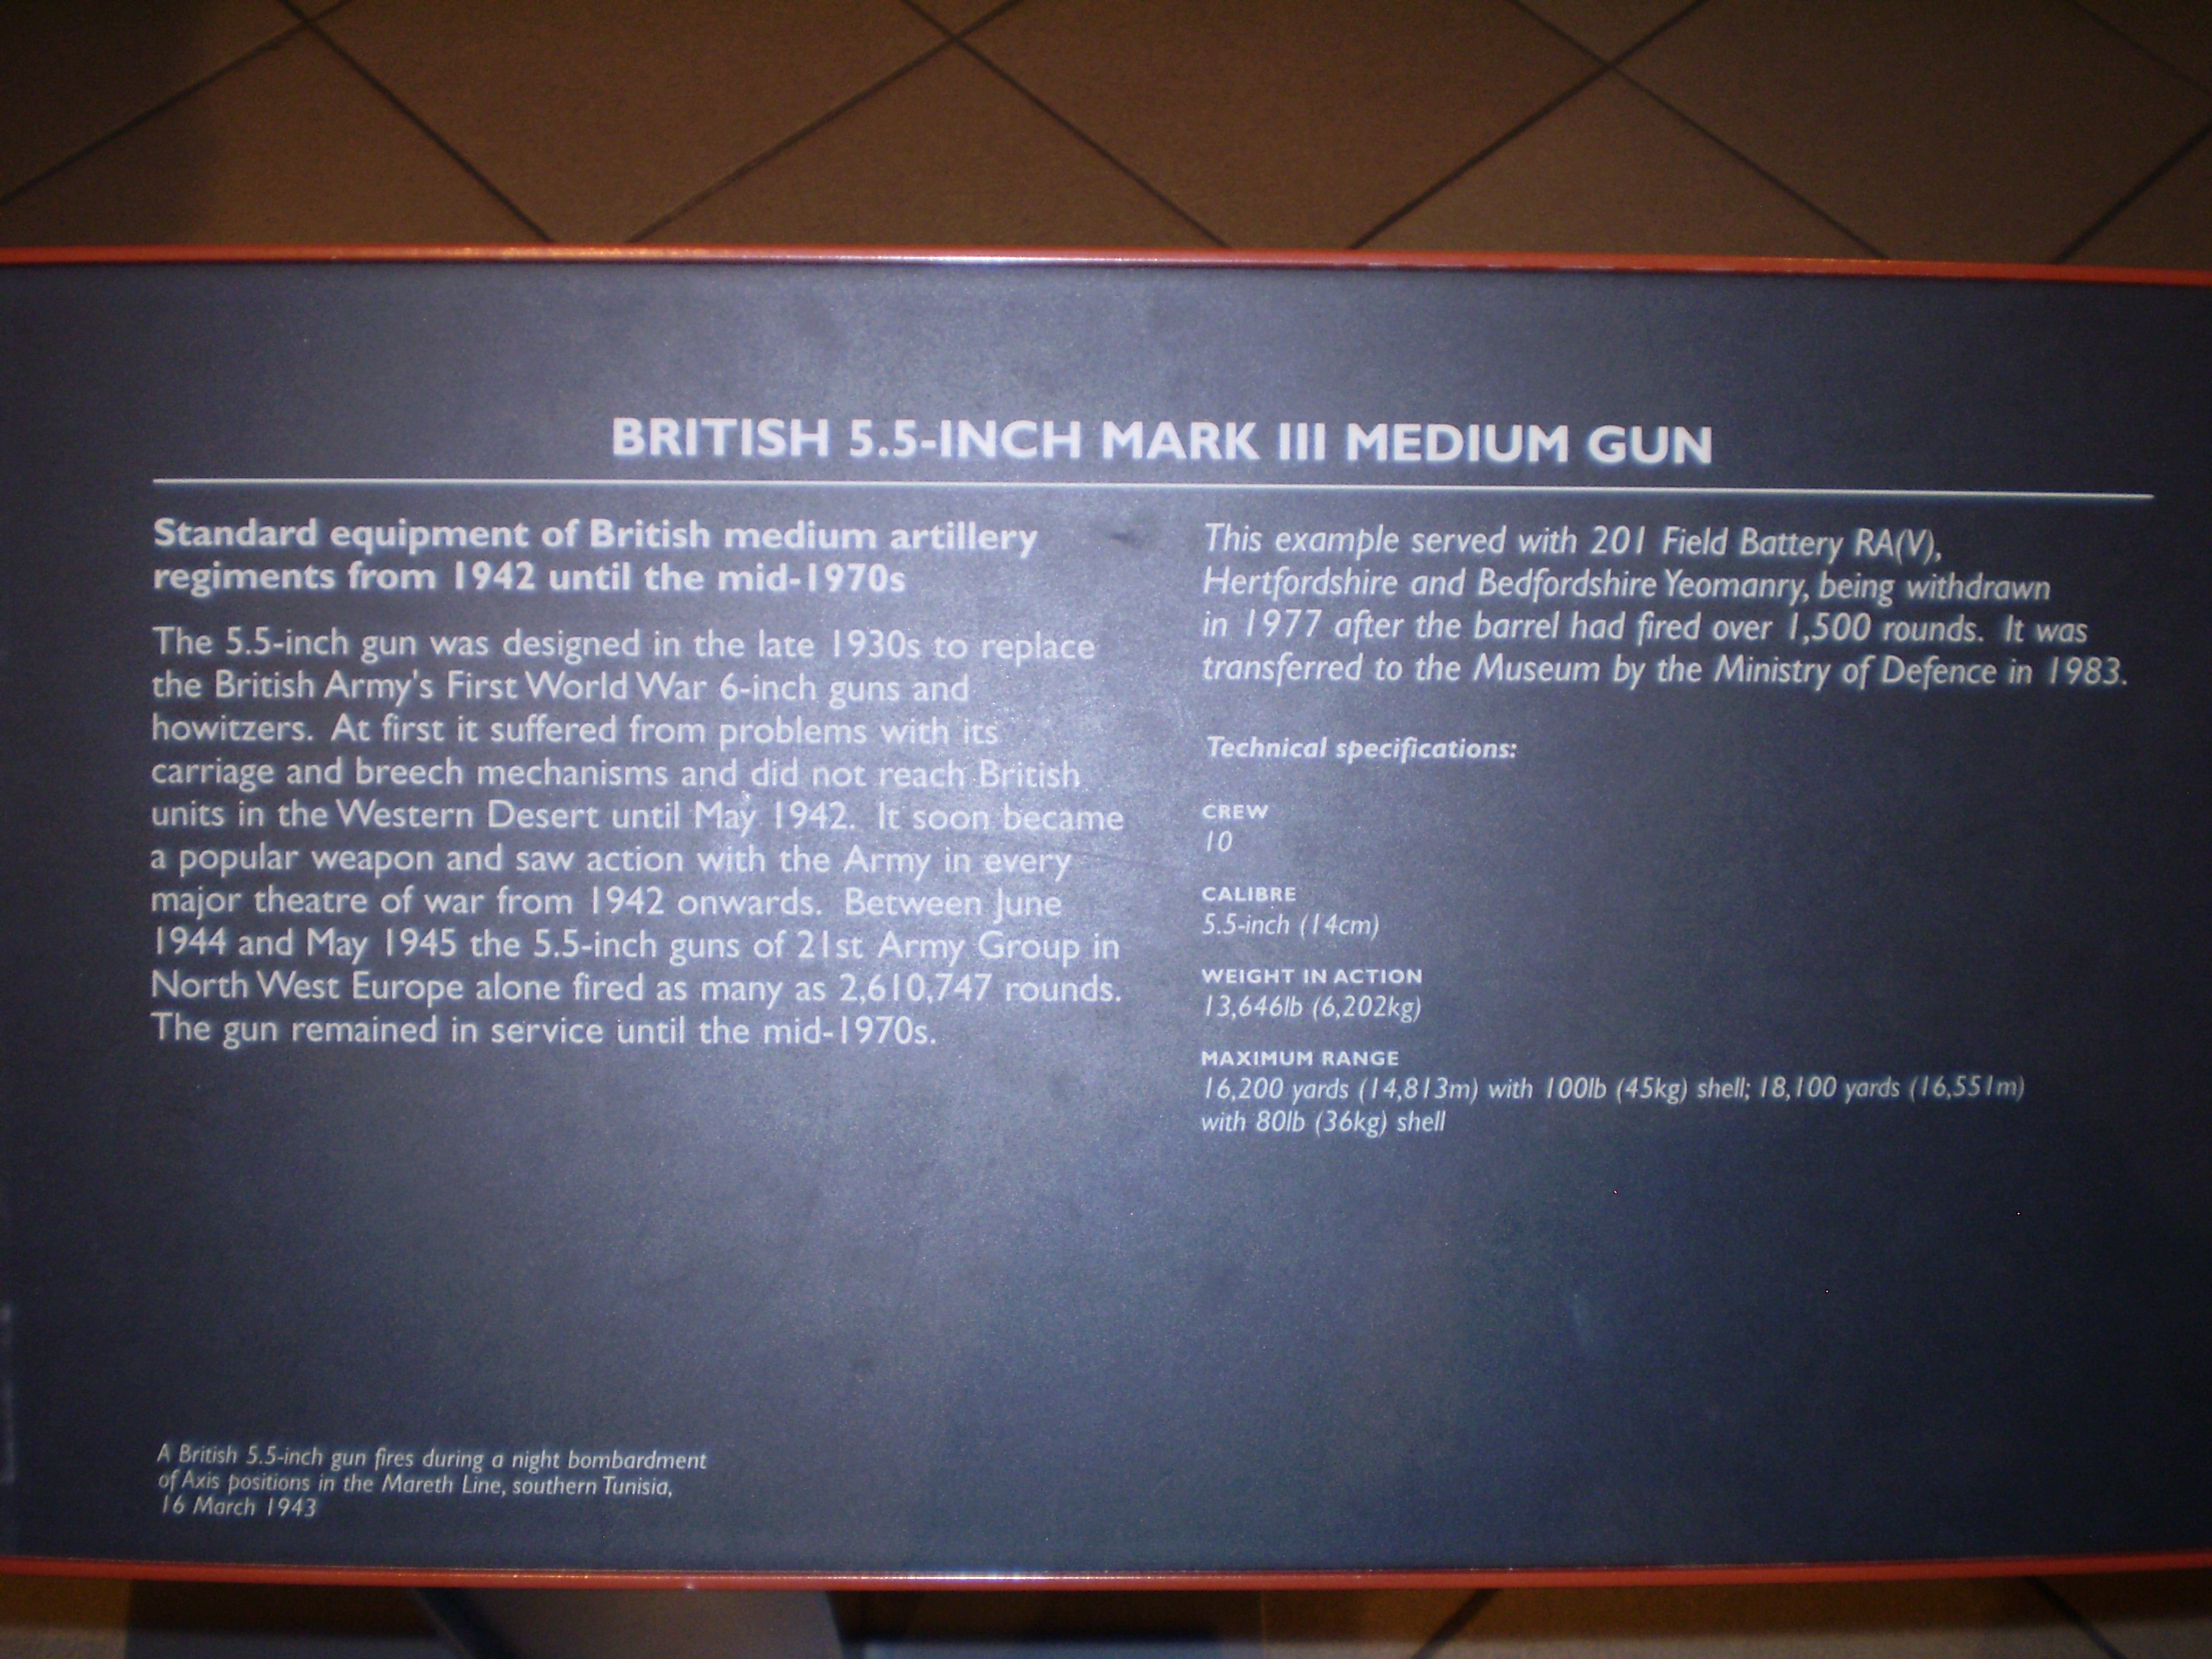 BRITISH 5.5-INCH MARK III MEDIUM GUN
Standard equipment of British medium artillery
regiments from 1942 until the mid-1970s
The 5.5-inch gun was designed in the late 1930s to replace
the British Army's First World War 6-inch guns and
howitzers. At first it suffered from problems with its
carriage and breech mechanisms and did not reach British
units in the Western Desert until May 1942. It soon became
a popular weapon and saw action with the Army in every
major theatre of war from 1942 onwards. Between June
1944 and May 1945 the 5.5-inch guns of 21st Army Group in
North West Europe alone fired as many as 2,610,747 rounds.
The gun remained in service until the mid-1970s.
This example served with 201 Field Battery RA(V),
Hertfordshire and Bedfordshire Yeomanry, being withdrawn
in 1977 after the barrel had fired over 1,500 rounds. It was
transferred to the Museum by the Ministry of Defence in 1983.
Technical specifications:
CREW
10
CALIBRE
5.5-inch (14cm)
WEIGHT IN ACTION
13,646lb (6,202kg)
MAXIMUM RANGE
16,200 yards (14,813m) with 100lb (45kg) shell; 18,100 yards (16,551m)
with 80lb (36kg) shell
A British 5.5-inch gun fires during a night bombardment
of Axis positions in the Mareth Line, southern Tunisia,
16 March 1943